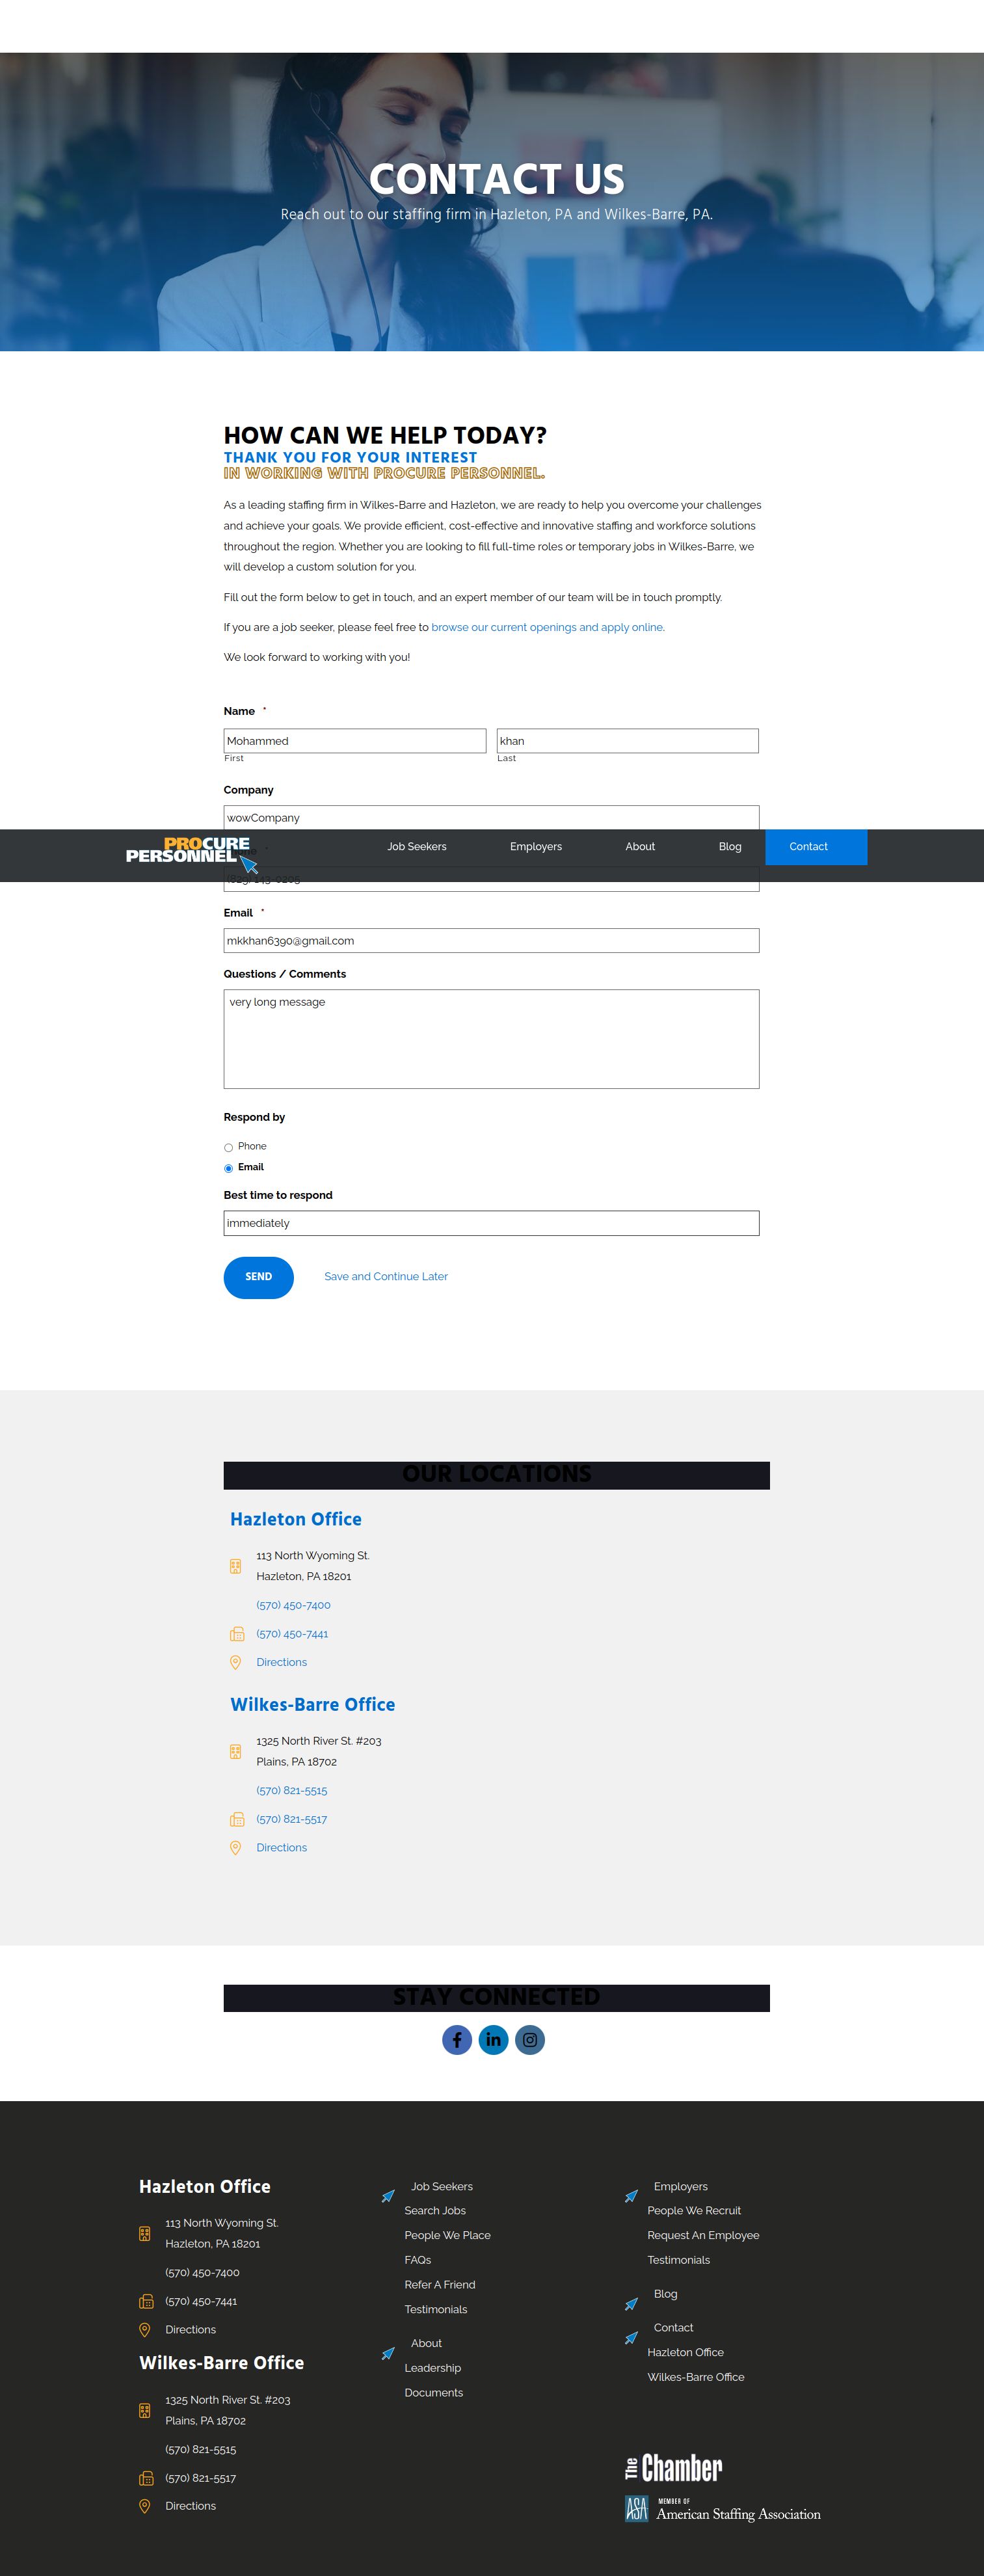 CONTACT US
Reach out to our staffing firm in Hazleton, PA and Wilkes-Barre, PA.
HOW CAN WE HELP TODAY?
THANK YOU FOR YOUR INTEREST
IN WORKING WITH PROCURE PERSONNEL.
As a leading staffing firm in Wilkes-Barre and Hazleton, we are ready to help you overcome your challenges
and achieve your goals. We provide efficient, cost-effective and innovative staffing and workforce solutions
throughout the region. Whether you are looking to fill full-time roles or temporary jobs in Wilkes-Barre, we
will develop a custom solution for you.
Fill out the form below to get in touch, and an expert member of our team will be in touch promptly.
If you are a job seeker, please feel free to browse our current openings and apply online.
We look forward to working with you!
Name *
Mohammed khan
First Last
Company
wowCompany
PROCURE
PERSONNEL
Job Seekers Employers About Blog Contact
Email *
mkkhan6390@gmail.com
Questions / Comments
very long message
Respond by
Phone
Email
Best time to respond
immediately
SEND Save and Continue Later
OUR LOCATIONS
Hazleton Office
113 North Wyoming St.
Hazleton, PA 18201
(570) 450-7400
(570) 450-7441
Directions
Wilkes-Barre Office
1325 North River St. #203
Plains, PA 18702
(570) 821-5515
(570) 821-5517
Directions
STAY CONNECTED
Hazleton Office
113 North Wyoming St.
Hazleton, PA 18201
(570) 450-7400
(570) 450-7441
Directions
Wilkes-Barre Office
1325 North River St. #203
Plains, PA 18702
(570) 821-5515
(570) 821-5517
Directions
Job Seekers
Search Jobs
People We Place
FAQs
Refer A Friend
Testimonials
About
Leadership
Documents
Employers
People We Recruit
Request An Employee
Testimonials
Blog
Contact
Hazleton Office
Wilkes-Barre Office
The Chamber
ASA MEMBER OF
American Staffing Association